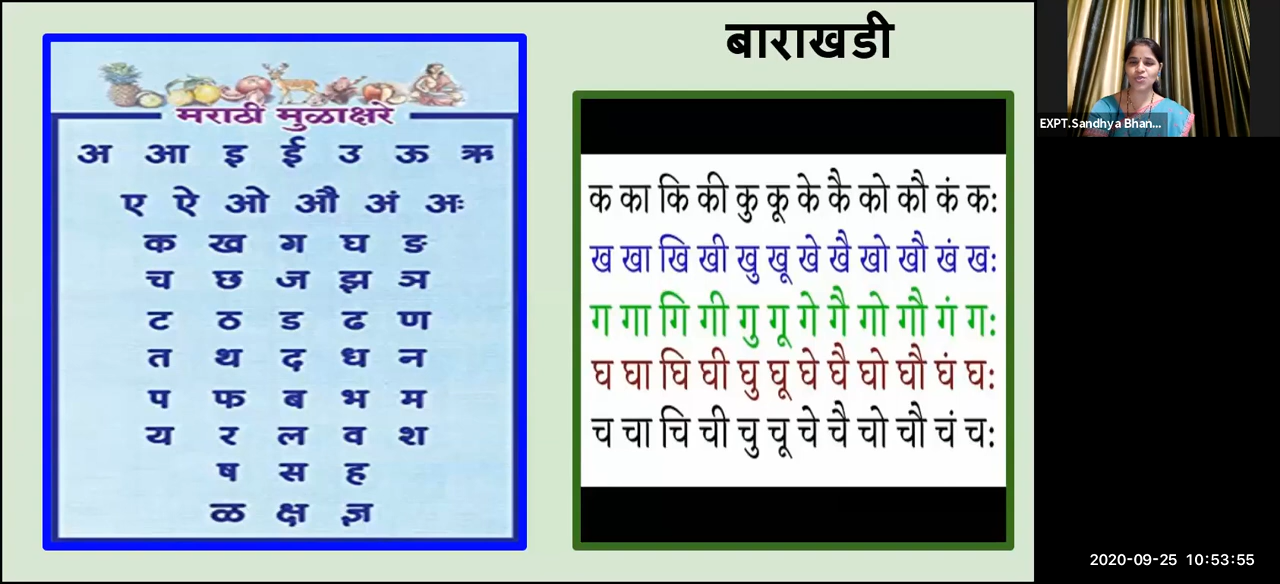 मराठी मुळाक्षरे
अ आ इ ई उ ऊ ऋ
ए ऐ ओ औ अं अः
क ख ग घ ङ
च छ ज झ ञ
ट ठ ड ढ ण
त थ द ध न
प फ ब भ म
य र ल व श
ष स ह
ळ क्ष ज्ञ
बाराखडी
क का कि की कु कू के कै को कौ कं क:
ख खा खि खी खु खू खे खै खो खौ खं ख:
ग गा गि गी गु गू गे गै गो गौ गं ग:
घ घा घि घी घु घू घे घै घो घौ घं घ:
च चा चि ची चु चू चे चै चो चौ चं च:
EXPT.Sandhya Bhan...
2020-09-25 10:53:55